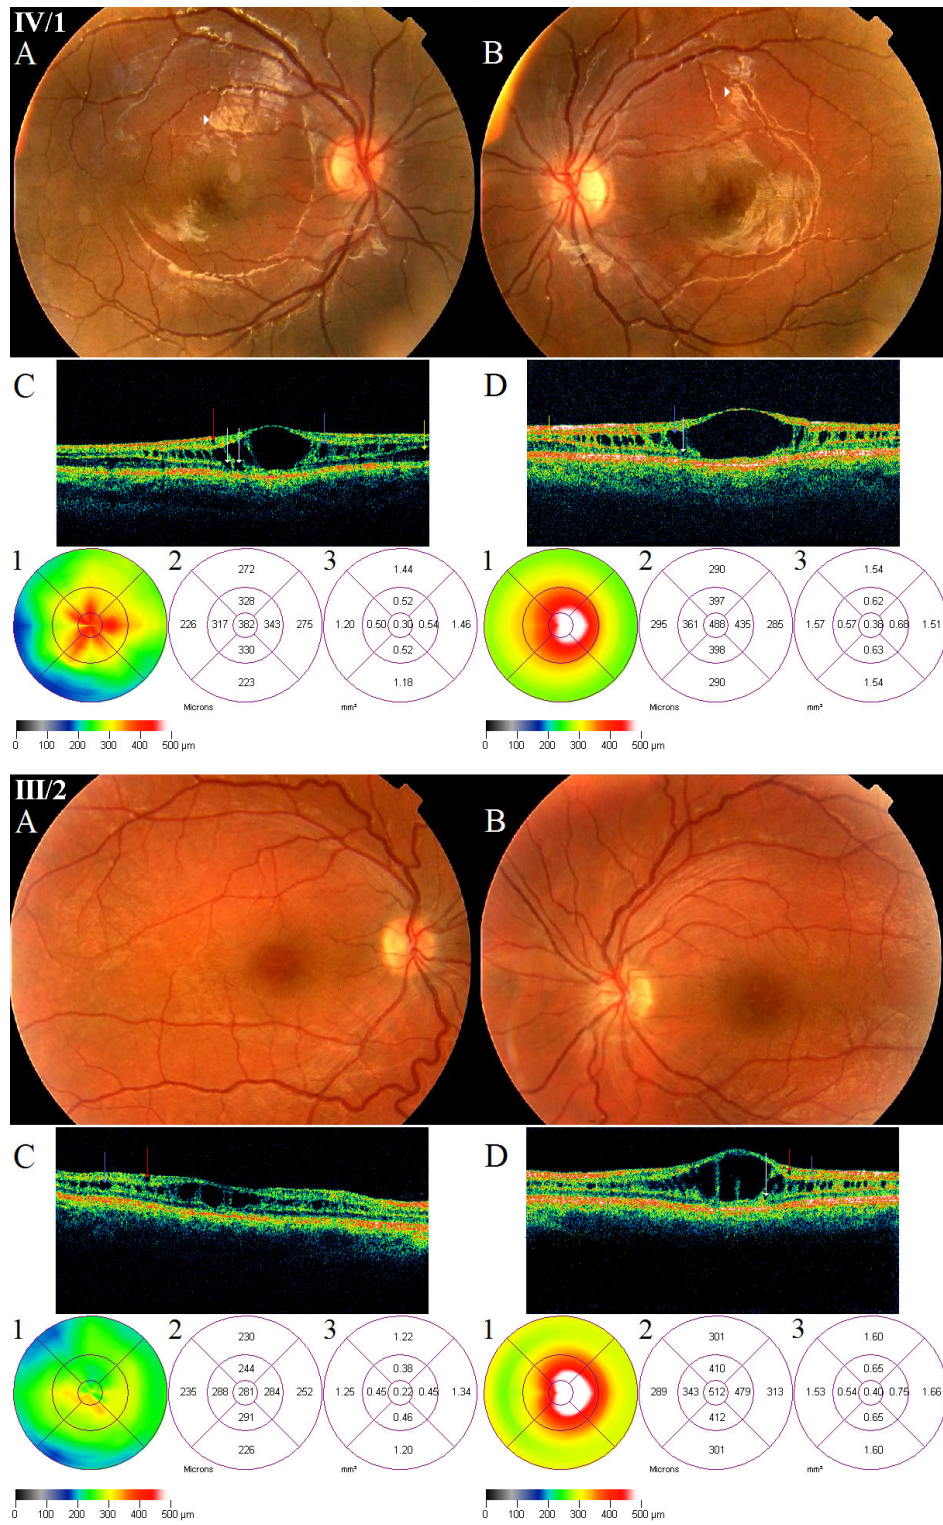 IV/1
A
B
C
D
1
2
3
1
2
3
272
328
226 317 382 343 275
330
223
1.44
0.52
1.20 0.50 0.30 0.54 1.46
0.52
1.18
290
397
295 361 488 435 285
398
290
1.54
0.62
1.57 0.57 0.38 0.68 1.51
0.63
1.54
Microns
mm³
Microns
mm³
0 100 200 300 400 500 µm
0 100 200 300 400 500 µm
III/2
A
B
C
D
1
2
3
1
2
3
230
244
235 288 281 284 252
291
226
1.22
0.38
1.25 0.45 0.22 0.45 1.34
0.46
1.20
301
410
289 343 512 479 313
412
301
1.60
0.65
1.53 0.54 0.40 0.75 1.66
0.65
1.60
Microns
mm³
Microns
mm³
0 100 200 300 400 500 µm
0 100 200 300 400 500 µm